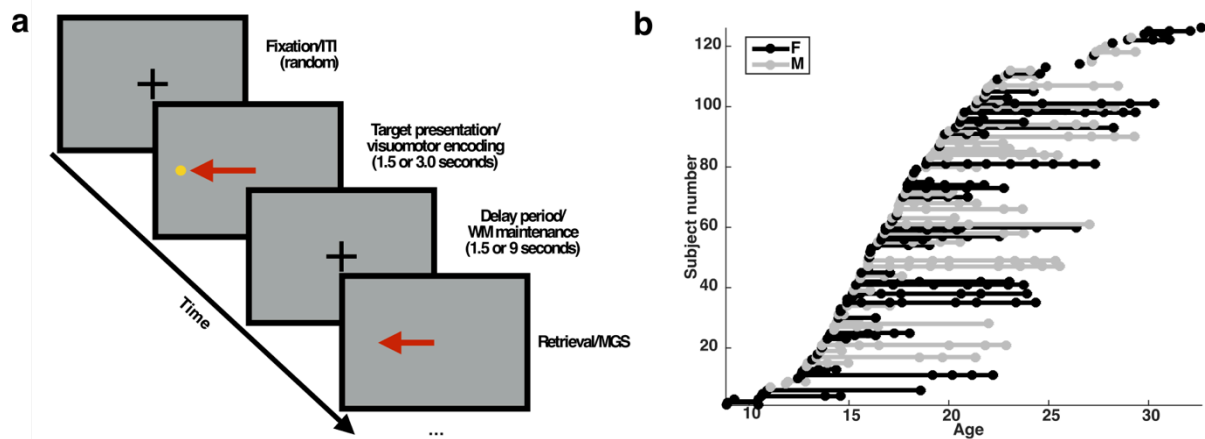 a
Fixation/ITI
(random)
Target presentation/
visuomotor encoding
(1.5 or 3.0 seconds)
Delay period/
WM maintenance
(1.5 or 9 seconds)
Retrieval/MGS
Time
...
b
F
M
Subject number
120
100
80
60
40
20
10
15
20
25
30
Age